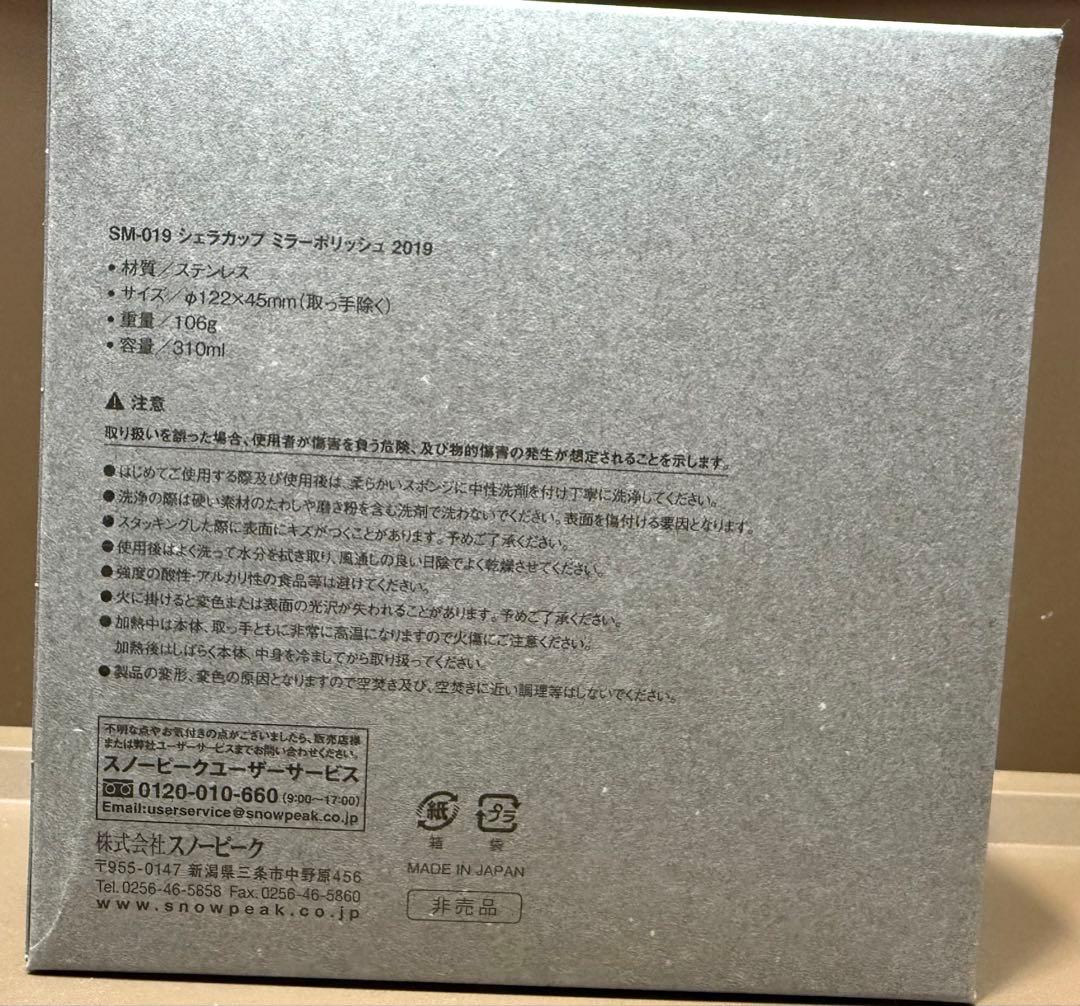 SM-019 シェラカップ ミラーポリッシュ 2019
• 材質／ステンレス
• サイズ／φ122×45mm（取っ手除く）
• 重量／106g
• 容量／310ml
⚠ 注意
取り扱いを誤った場合、使用者が傷害を負う危険、及び物的傷害の発生が想定されることを示します。
●はじめてご使用する際及び使用後は、柔らかいスポンジに中性洗剤を付け丁寧に洗浄してください。
●洗浄の際は硬い素材のたわしや磨き粉を含む洗剤で洗わないでください。表面を傷付ける要因となります。
●スタッキングした際に表面にキズがつくことがあります。予めご了承ください。
●使用後はよく洗って水分を拭き取り、風通しの良い日陰でよく乾燥させてください。
●強度の酸性・アルカリ性の食品等は避けてください。
●火に掛けると変色または表面の光沢が失われることがあります。予めご了承ください。
●加熱中は本体、取っ手ともに非常に高温になりますので火傷にご注意ください。
加熱後はしばらく本体、中身を冷ましてから取り扱ってください。
●製品の変形、変色の原因となりますので空焚き及び、空焚きに近い調理等はしないでください。
不明な点やお気付きの点がございましたら、販売店様
または弊社ユーザーサービスまでお問い合わせください。
スノーピークユーザーサービス
0120-010-660（9:00～17:00）
Email:userservice@snowpeak.co.jp
株式会社スノーピーク
〒955-0147 新潟県三条市中野原456
Tel.0256-46-5858 Fax.0256-46-5860
www.snowpeak.co.jp
紙 プラ
箱 袋
MADE IN JAPAN
非売品